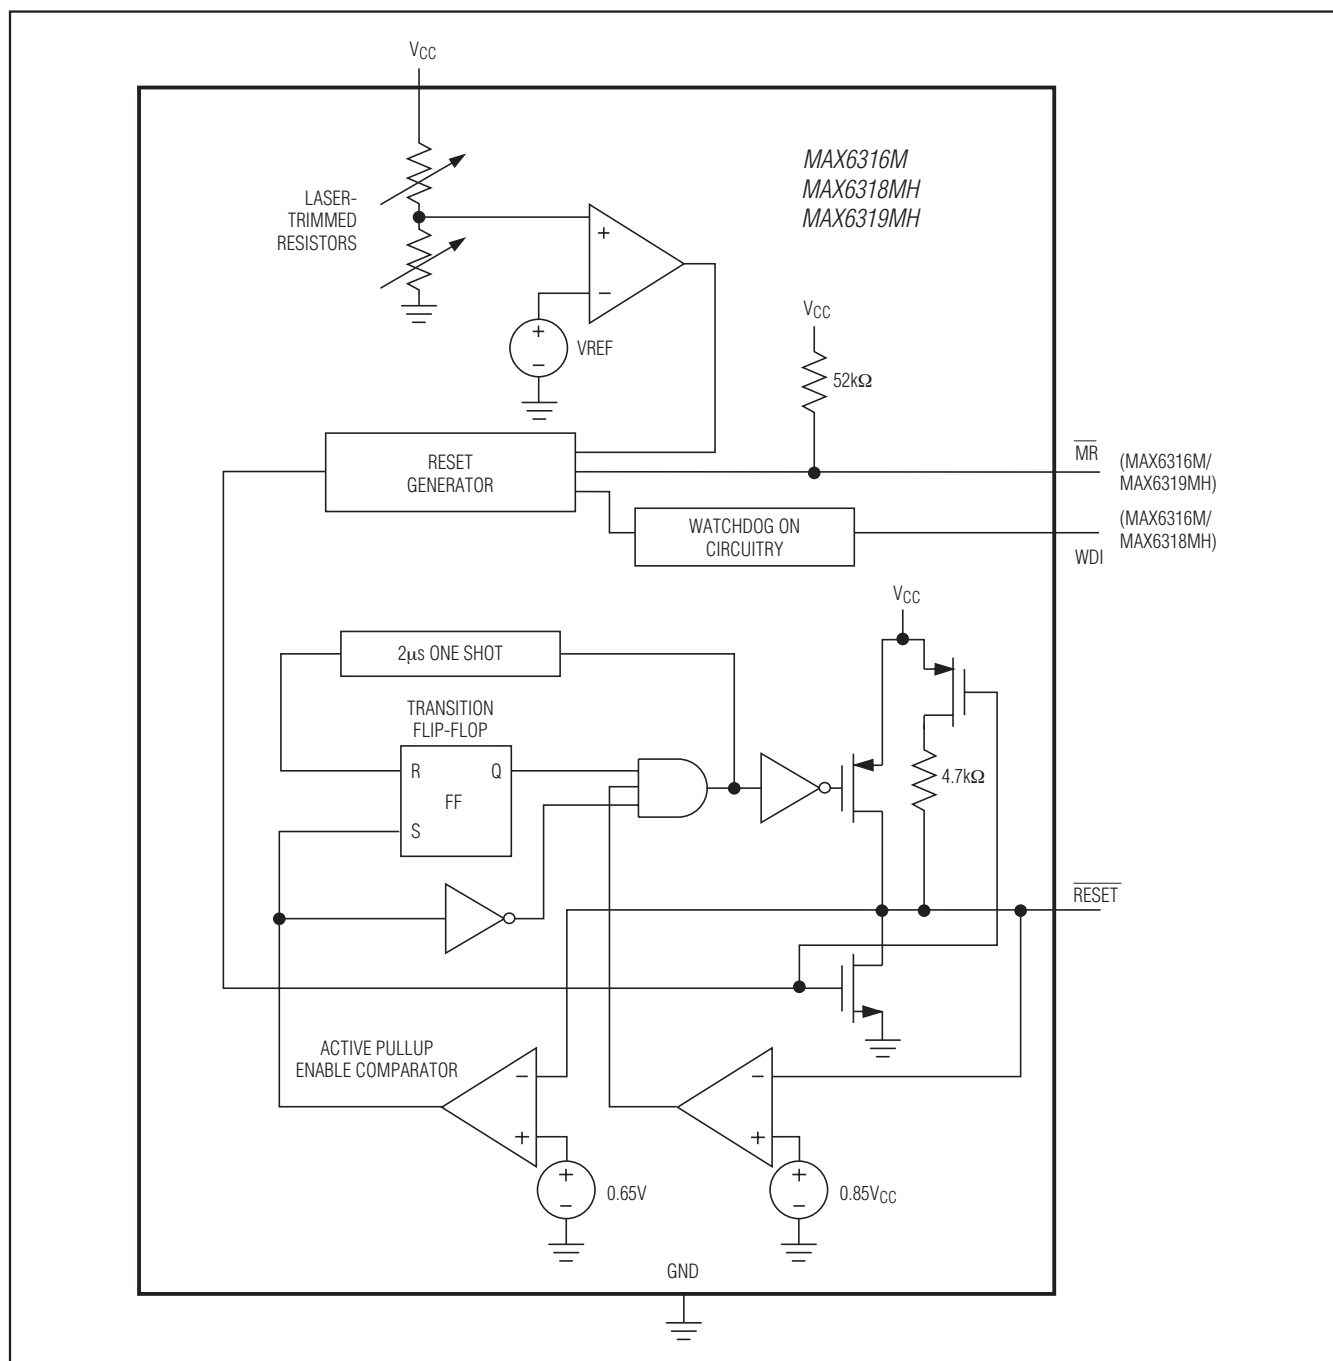 VCC
MAX6316M
MAX6318MH
MAX6319MH
LASER-
TRIMMED
RESISTORS
+
−
+
−
VREF
VCC
52kΩ
RESET
GENERATOR
MR
(MAX6316M/
MAX6319MH)
WATCHDOG ON
CIRCUITRY
(MAX6316M/
MAX6318MH)
WDI
VCC
2µs ONE SHOT
TRANSITION
FLIP-FLOP
R
Q
FF
S
4.7kΩ
RESET
ACTIVE PULLUP
ENABLE COMPARATOR
−
+
−
+
+
−
0.65V
+
−
0.85VCC
GND